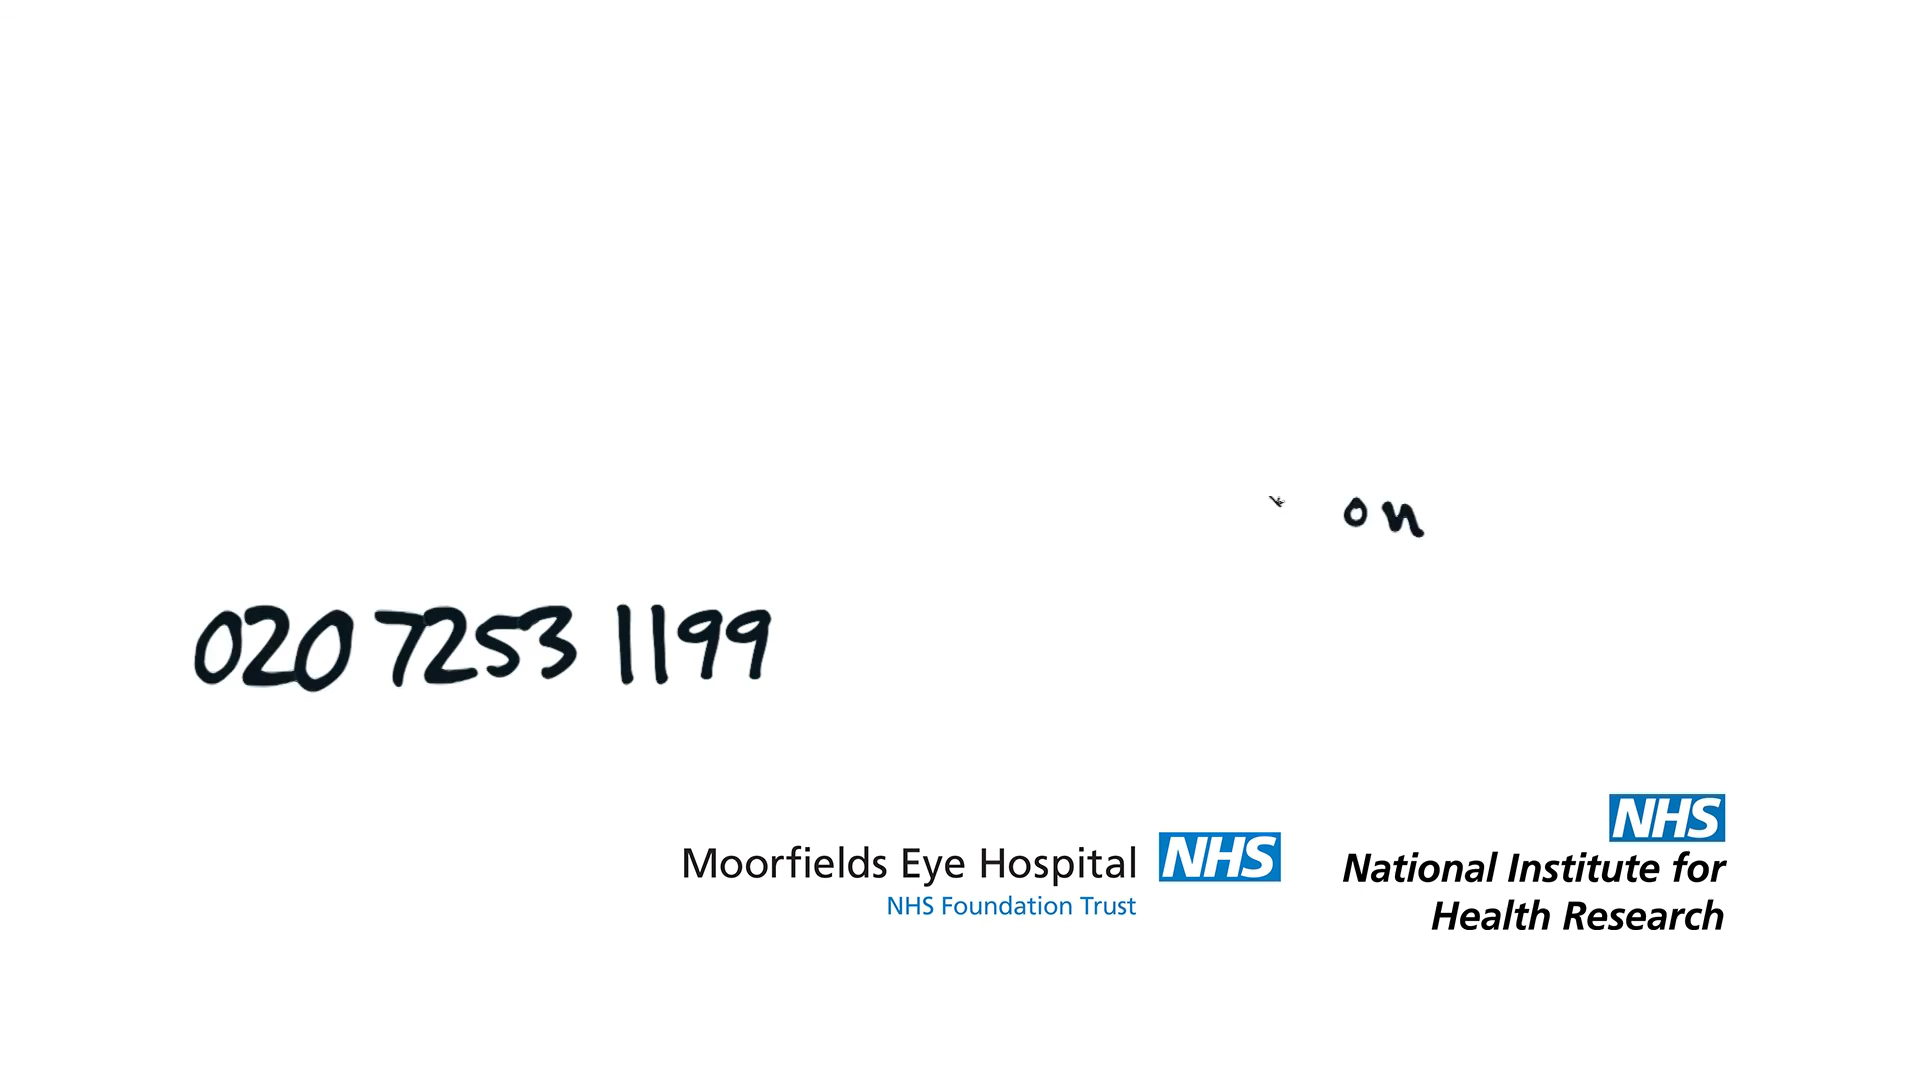 on
020 7253 1199
NHS
Moorfields Eye Hospital NHS
National Institute for
NHS Foundation Trust
Health Research